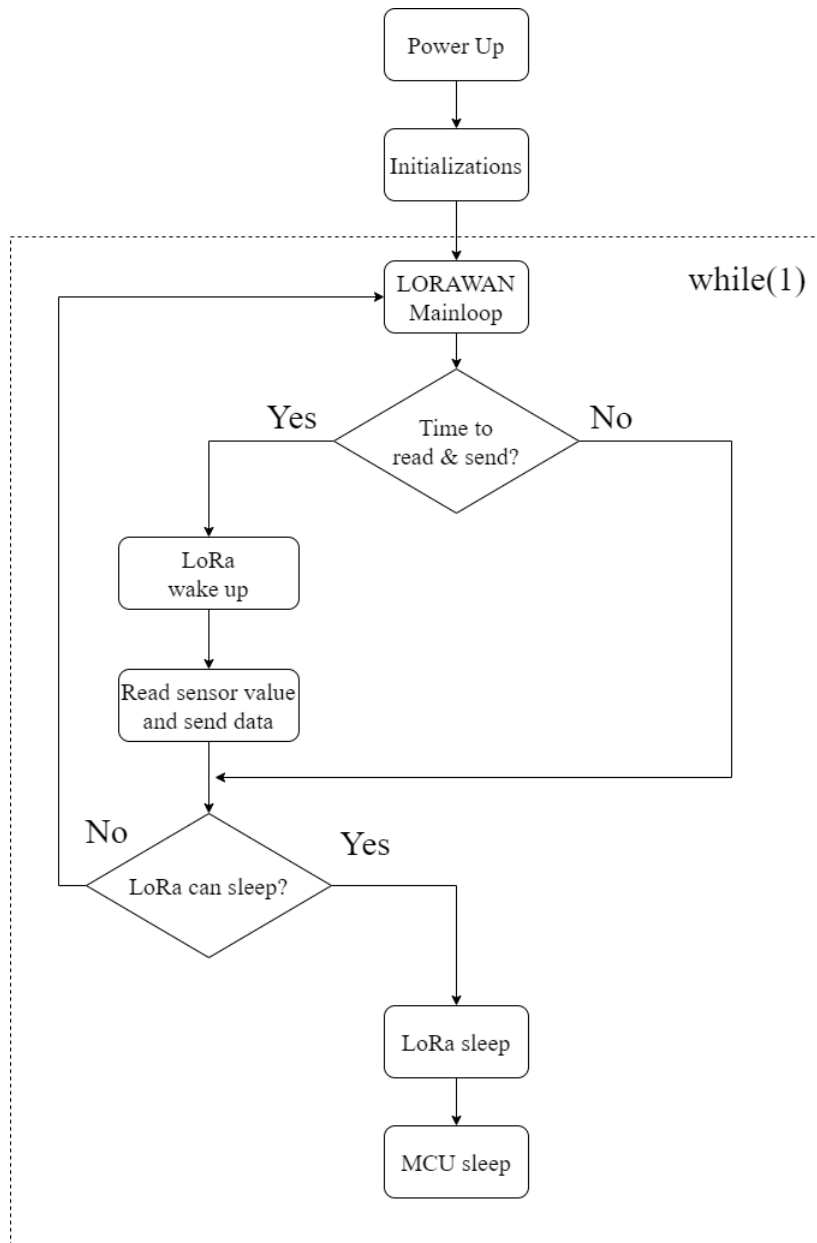 Power Up
Initializations
LORAWAN
Mainloop
while(1)
Yes
Time to
read & send?
No
LoRa
wake up
Read sensor value
and send data
No
LoRa can sleep?
Yes
LoRa sleep
MCU sleep